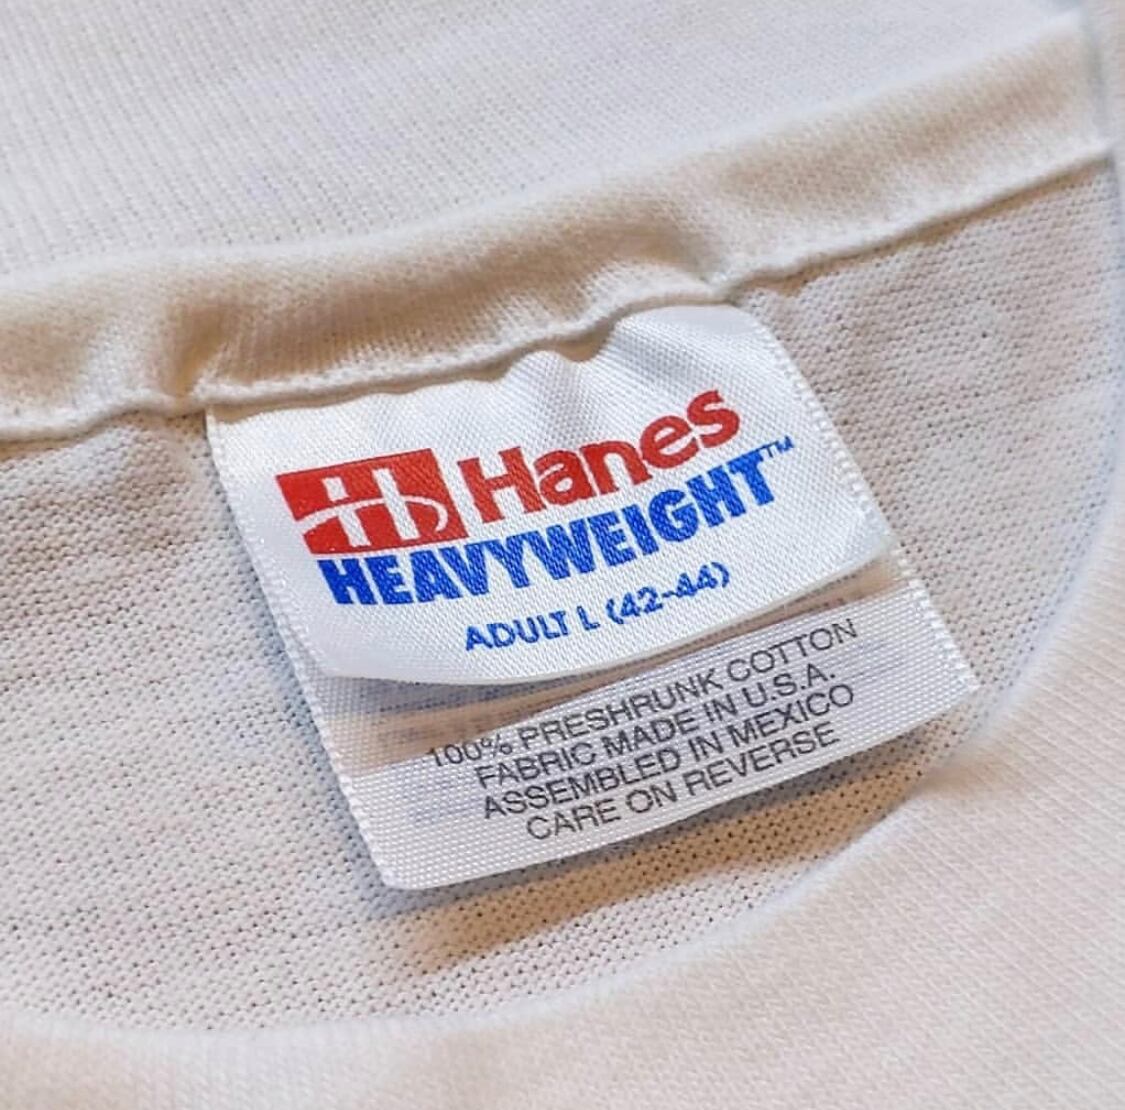 Hanes
HEAVYWEIGHT™
ADULT L (42-44)
100% PRESHRUNK COTTON
FABRIC MADE IN U.S.A.
ASSEMBLED IN MEXICO
CARE ON REVERSE